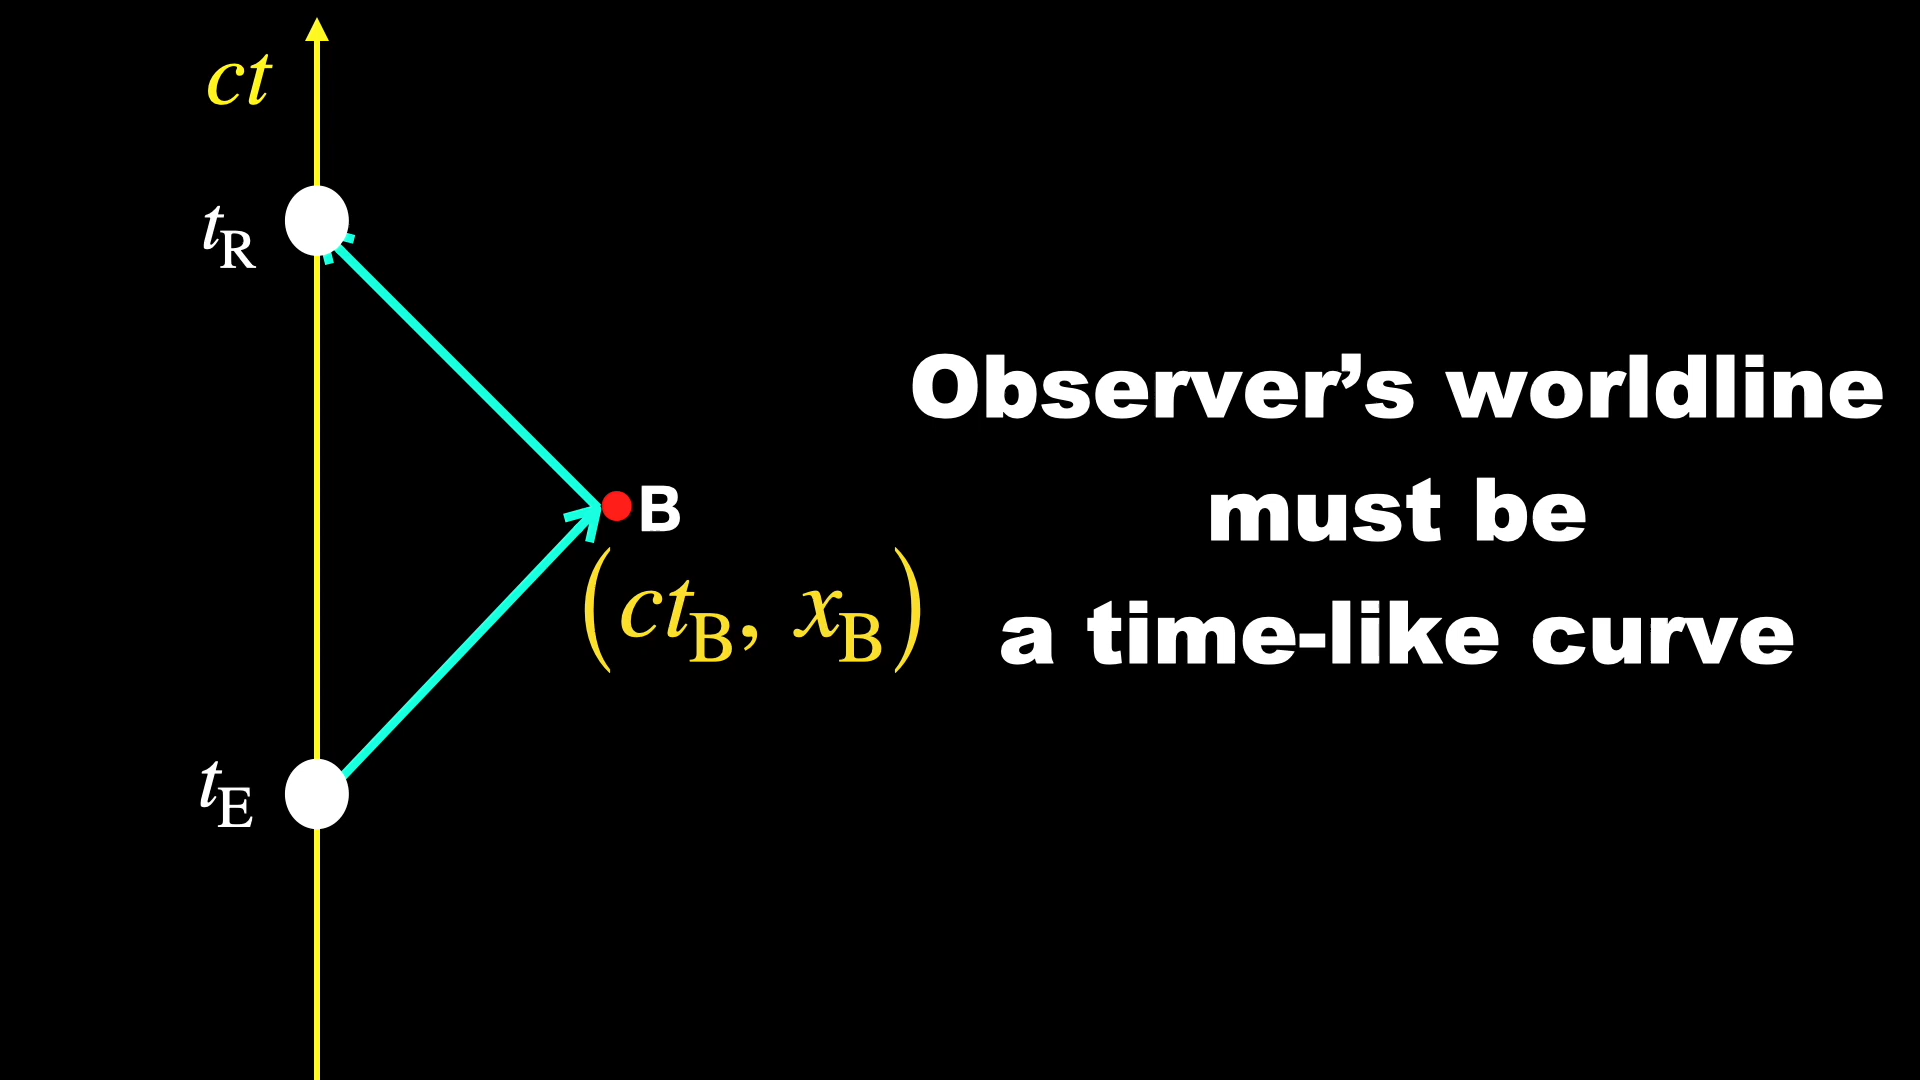 ct
t_R
Observer’s worldline
must be
B
(ct_B, x_B)
a time-like curve
t_E